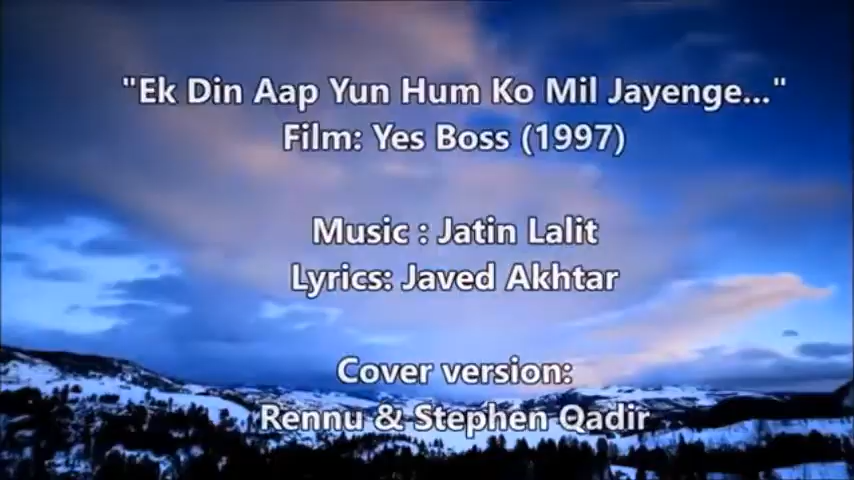 "Ek Din Aap Yun Hum Ko Mil Jayenge..."
Film: Yes Boss (1997)
Music : Jatin Lalit
Lyrics: Javed Akhtar
Cover version:
Rennu & Stephen Qadir